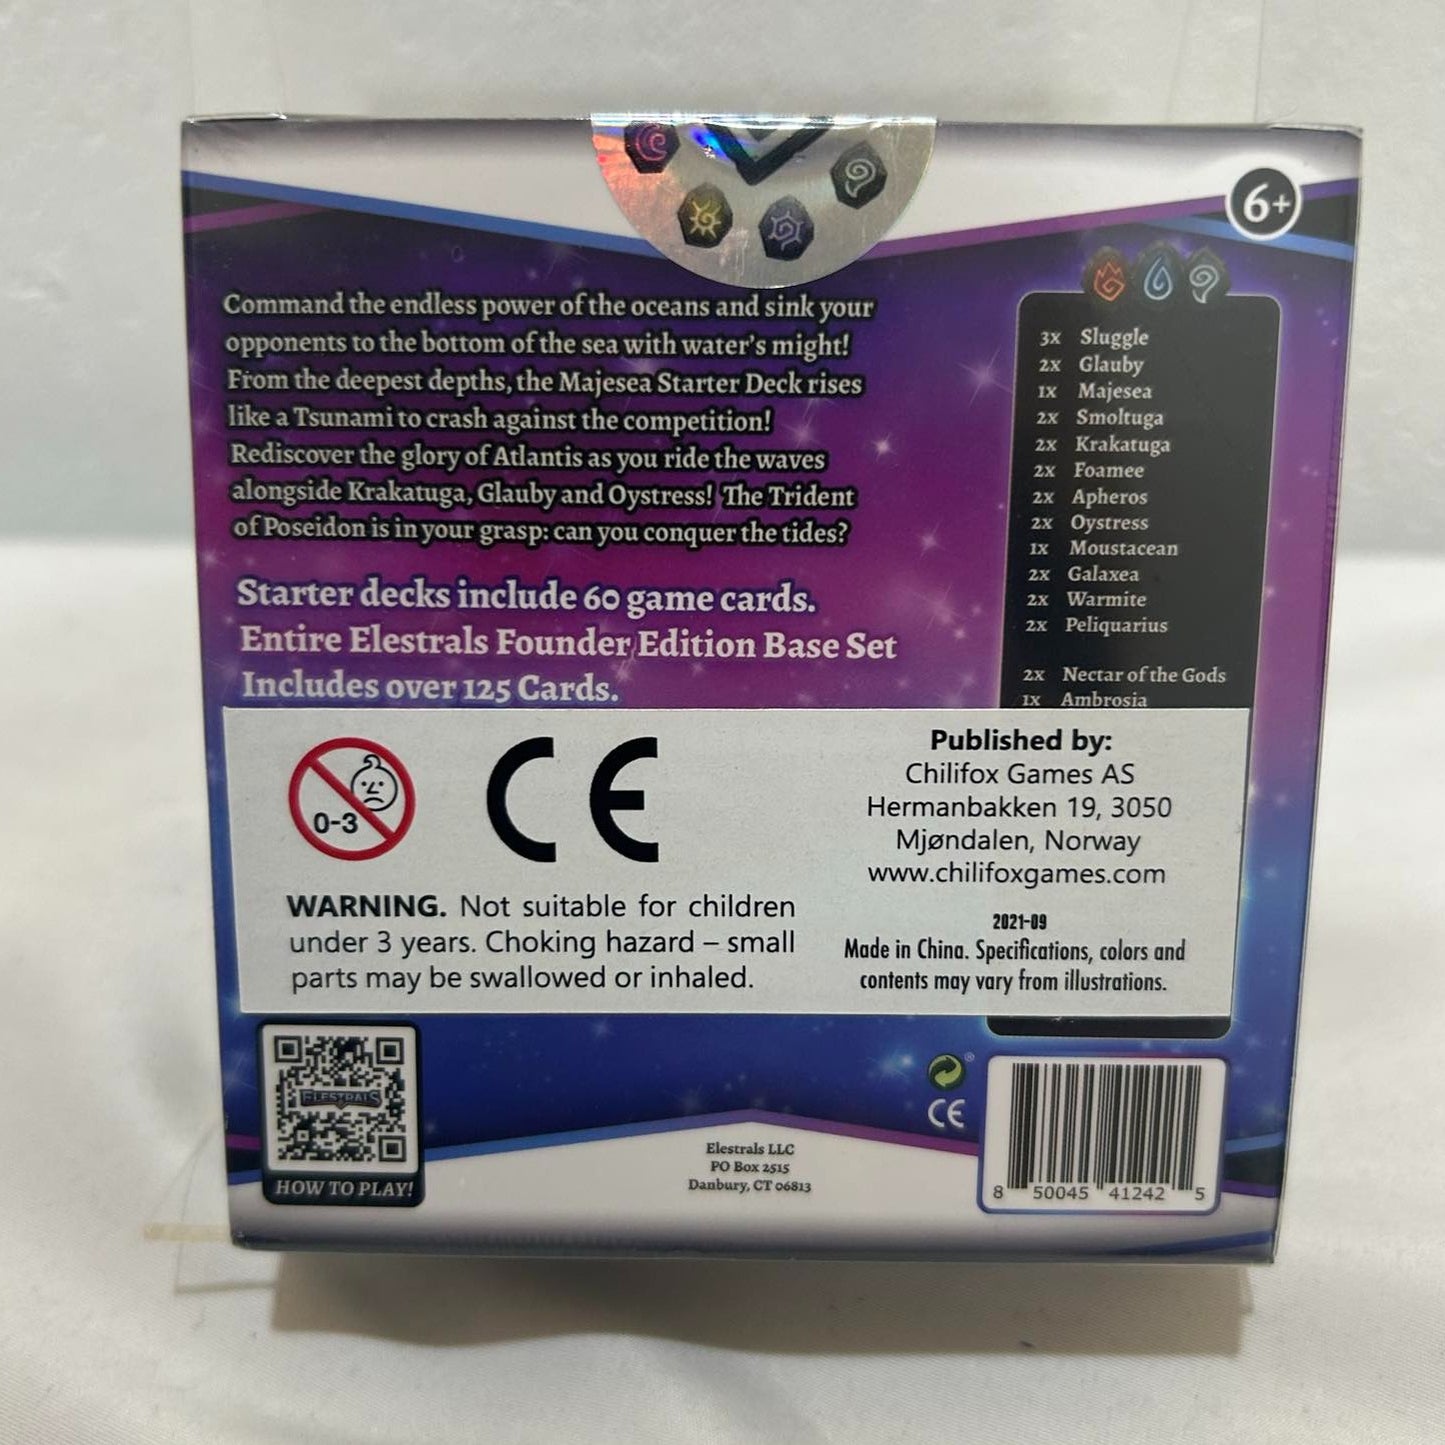 6+
Command the endless power of the oceans and sink your
opponents to the bottom of the sea with water's might!
From the deepest depths, the Majesea Starter Deck rises
like a Tsunami to crash against the competition!
Rediscover the glory of Atlantis as you ride the waves
alongside Krakatuga, Glauby and Oystress! The Trident
of Poseidon is in your grasp: can you conquer the tides?
Starter decks include 60 game cards.
Entire Elestrals Founder Edition Base Set
Includes over 125 Cards.
3x Sluggle
2x Glauby
1x Majesea
2x Smoltuga
2x Krakatuga
2x Foamee
2x Apheros
2x Oystress
1x Moustacean
2x Galaxea
2x Warmite
2x Peliquarius
2x Nectar of the Gods
1x Ambrosia
0-3
CE
WARNING. Not suitable for children
under 3 years. Choking hazard – small
parts may be swallowed or inhaled.
Published by:
Chilifox Games AS
Hermanbakken 19, 3050
Mjøndalen, Norway
www.chilifoxgames.com
2021-09
Made in China. Specifications, colors and
contents may vary from illustrations.
ELESTRALS
HOW TO PLAY!
Elestrals LLC
PO Box 2515
Danbury, CT 06813
®
CE
8 50045 41242 5